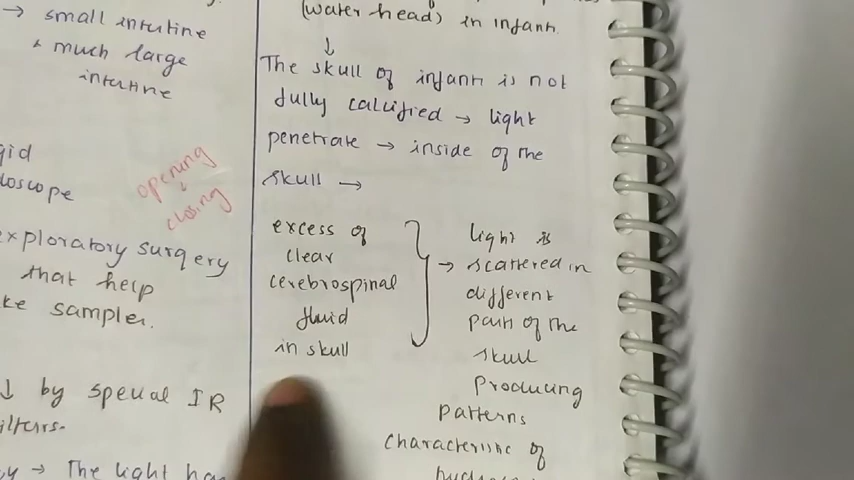 → small intestine
& much large
intestine
gid
loscope
opening
&
closing
exploratory surgery
that help
ke samples.
↓ by special IR
filters.
→ The light ha
(water head) in infant
↓
The skull of infant is not
fully calcified → light
penetrate → inside of the
skull →
excess of
clear
cerebrospinal
fluid
in skull
→ light is
scattered in
different
part of the
skull
producing
patterns
characteristic of